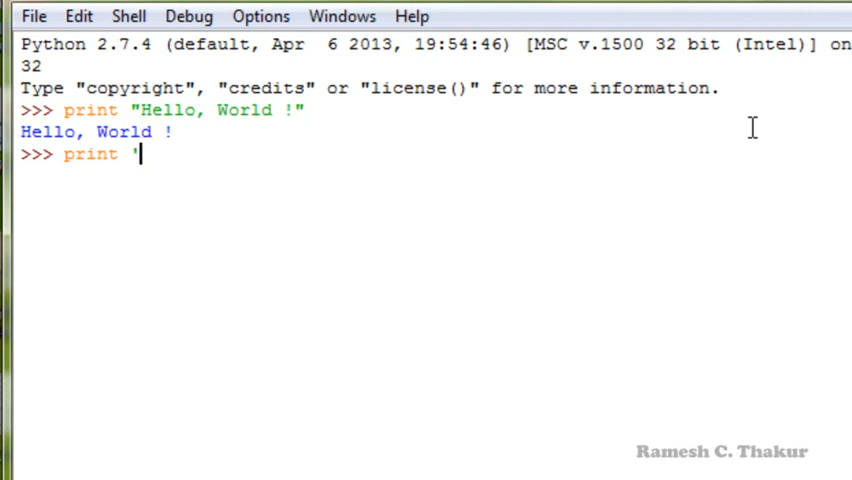 File Edit Shell Debug Options Windows Help
Python 2.7.4 (default, Apr  6 2013, 19:54:46) [MSC v.1500 32 bit (Intel)] on
32
Type "copyright", "credits" or "license()" for more information.
>>> print "Hello, World !"
Hello, World !
>>> print '
Ramesh C. Thakur